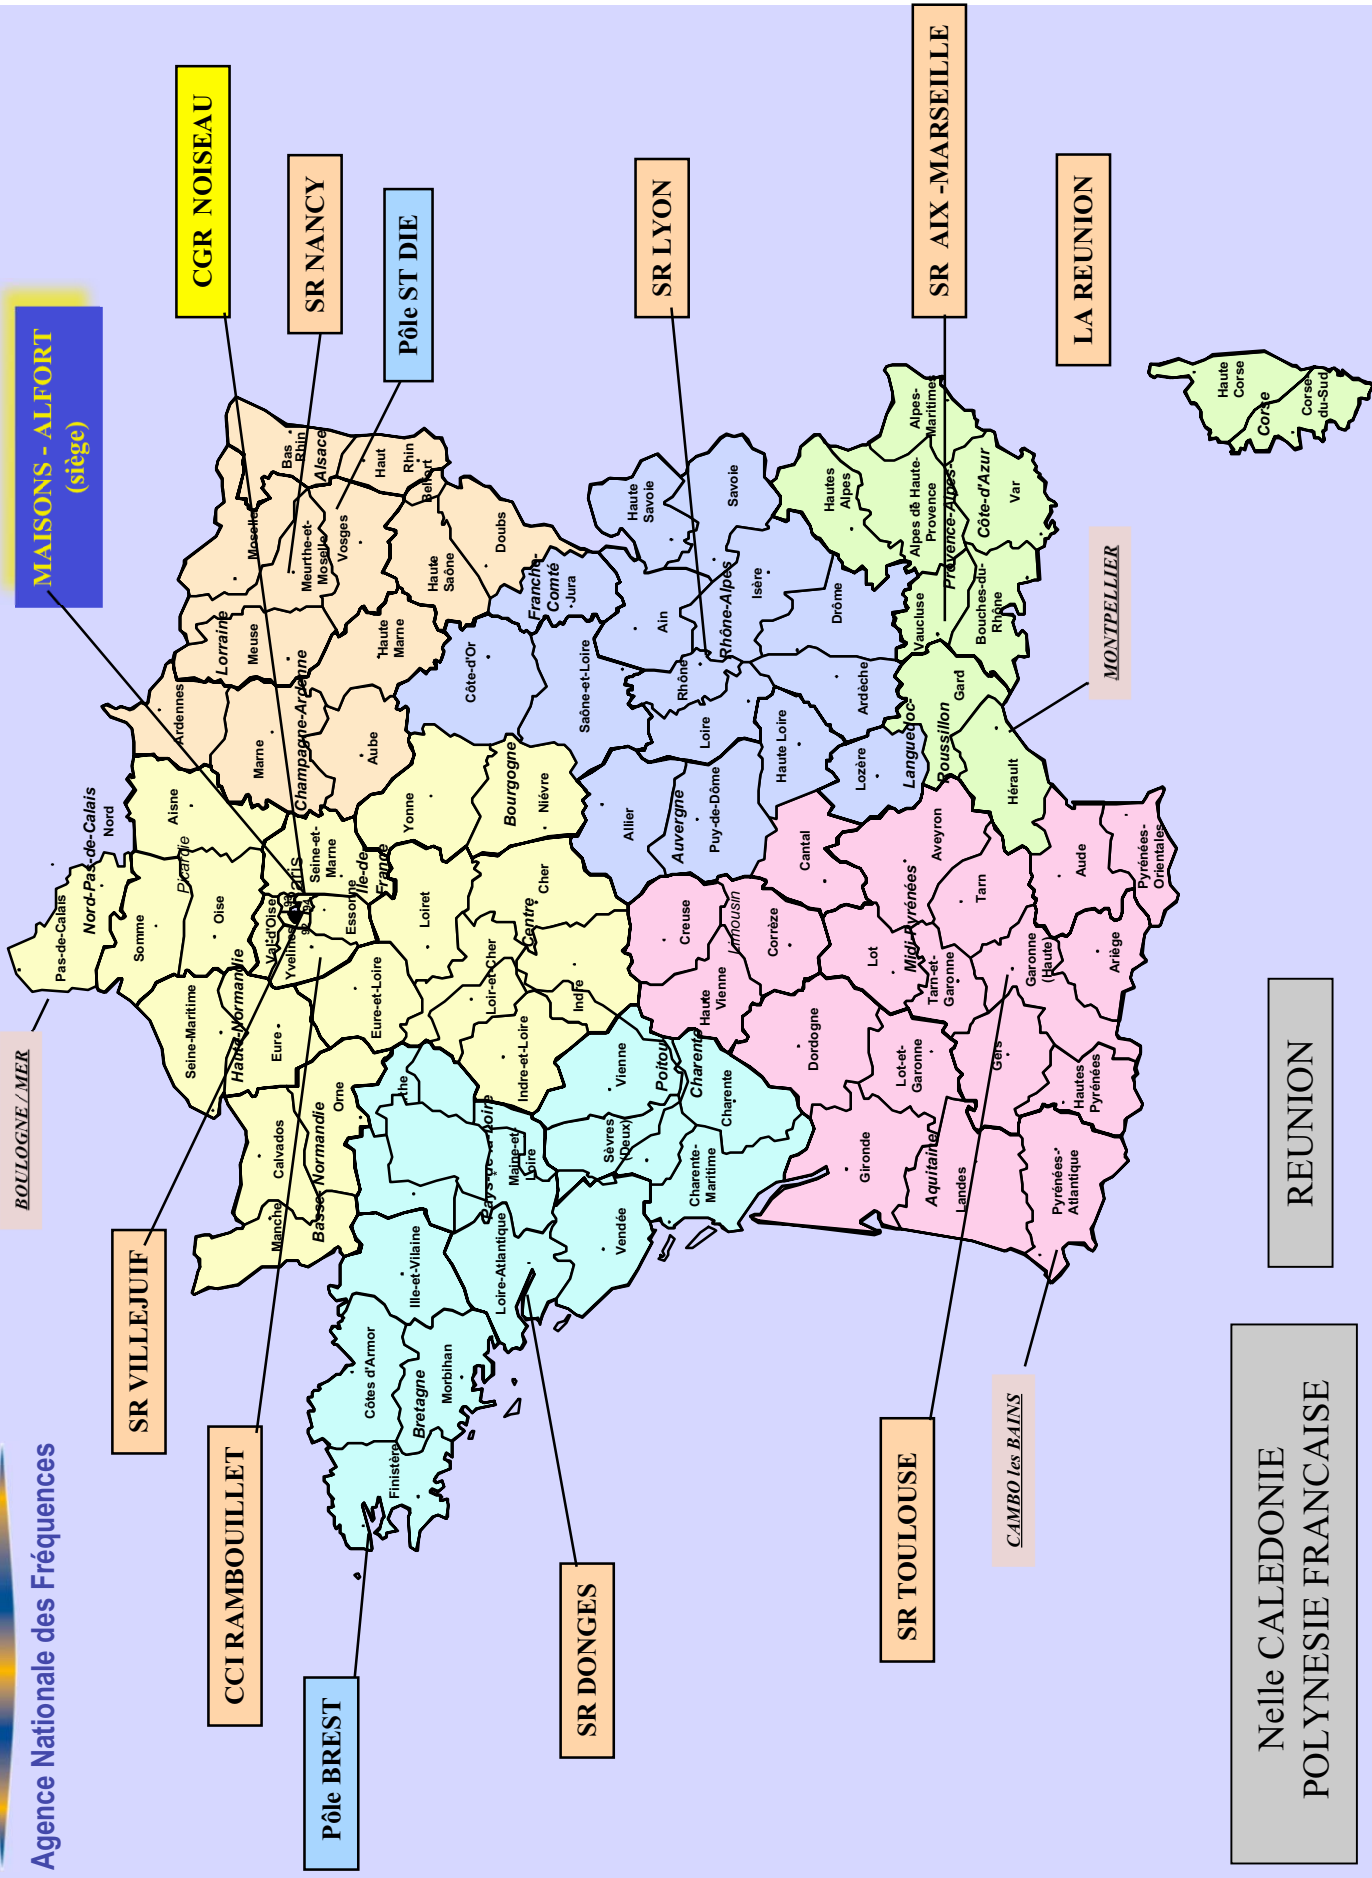 Agence Nationale des Fréquences
BOULOGNE / MER
MAISONS - ALFORT
(siège)
SR VILLEJUIF
CGR NOISEAU
CCI RAMBOUILLET
SR NANCY
Pôle BREST
Pôle ST DIE
SR DONGES
SR LYON
SR TOULOUSE
SR AIX -MARSEILLE
CAMBO les BAINS
MONTPELLIER
LA REUNION
Nelle CALEDONIE
POLYNESIE FRANCAISE
REUNION
Pas-de-Calais
Nord-Pas-de-Calais
Nord
Somme
Picardie
Aisne
Oise
Ardennes
Seine-Maritime
Haute-Normandie
Eure
Val-d'Oise
Yvelines
Paris
93
92
94
Seine-et-
Marne
Essonne
Ile-de-
France
Marne
Champagne-Ardenne
Aube
Haute
Marne
Lorraine
Meuse
Moselle
Meurthe-et-
Moselle
Vosges
Bas
Rhin
Alsace
Haut
Rhin
Belfort
Manche
Calvados
Basse Normandie
Orne
Eure-et-Loire
Loiret
Yonne
Bourgogne
Niévre
Côte-d'Or
Saône-et-Loire
Haute
Saône
Doubs
Franche-
Comté
Jura
Finistère
Côtes d'Armor
Bretagne
Morbihan
Ille-et-Vilaine
the
Pays-de-la-Loire
Maine-et-
Loire
Loire-Atlantique
Vendée
Loir-et-Cher
Centre
Cher
Indre
Indre-et-Loire
Vienne
Sèvres
(Deux)
Poitou
Charente
Charente
Charente-
Maritime
Haute
Vienne
Creuse
Limousin
Corrèze
Allier
Auvergne
Puy-de-Dôme
Cantal
Haute Loire
Loire
Rhône
Ain
Rhône-Alpes
Haute
Savoie
Savoie
Isère
Drôme
Ardèche
Lozère
Languedoc-
Roussillon
Gard
Hérault
Aude
Pyrénées-
Orientales
Gironde
Dordogne
Lot-et-
Garonne
Aquitaine
Landes
Pyrénées-
Atlantique
Hautes
Pyrénées
Gers
Lot
Midi-Pyrénées
Tarn-et-
Garonne
Aveyron
Tarn
Garonne
(Haute)
Ariège
Hautes
Alpes
Alpes de Haute-
Provence
Alpes-
Maritimes
Provence-Alpes-
Côte-d'Azur
Vaucluse
Bouches-du-
Rhône
Var
Haute
Corse
Corse
Corse-
du-Sud